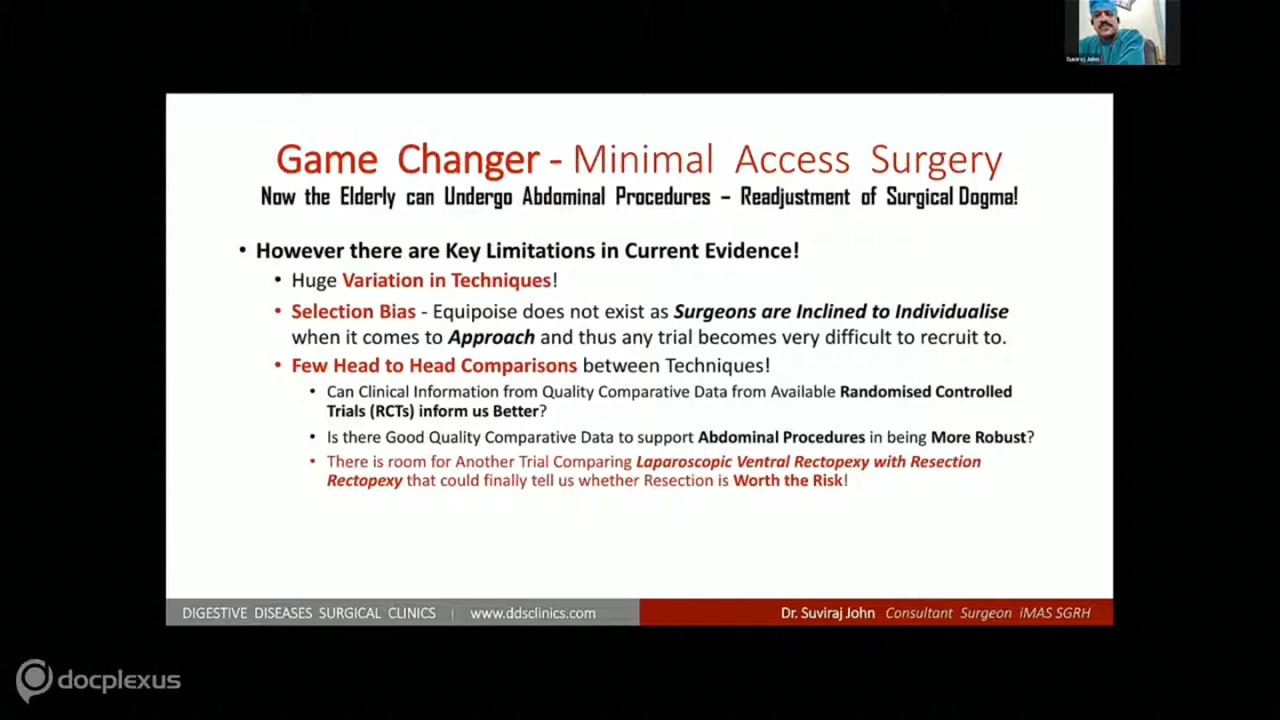 Suviraj John
Game Changer - Minimal Access Surgery
Now the Elderly can Undergo Abdominal Procedures – Readjustment of Surgical Dogma!
• However there are Key Limitations in Current Evidence!
• Huge Variation in Techniques!
• Selection Bias - Equipoise does not exist as Surgeons are Inclined to Individualise
when it comes to Approach and thus any trial becomes very difficult to recruit to.
• Few Head to Head Comparisons between Techniques!
• Can Clinical Information from Quality Comparative Data from Available Randomised Controlled
Trials (RCTs) inform us Better?
• Is there Good Quality Comparative Data to support Abdominal Procedures in being More Robust?
• There is room for Another Trial Comparing Laparoscopic Ventral Rectopexy with Resection
Rectopexy that could finally tell us whether Resection is Worth the Risk!
DIGESTIVE DISEASES SURGICAL CLINICS | www.ddsclinics.com
Dr. Suviraj John Consultant Surgeon iMAS SGRH
docplexus